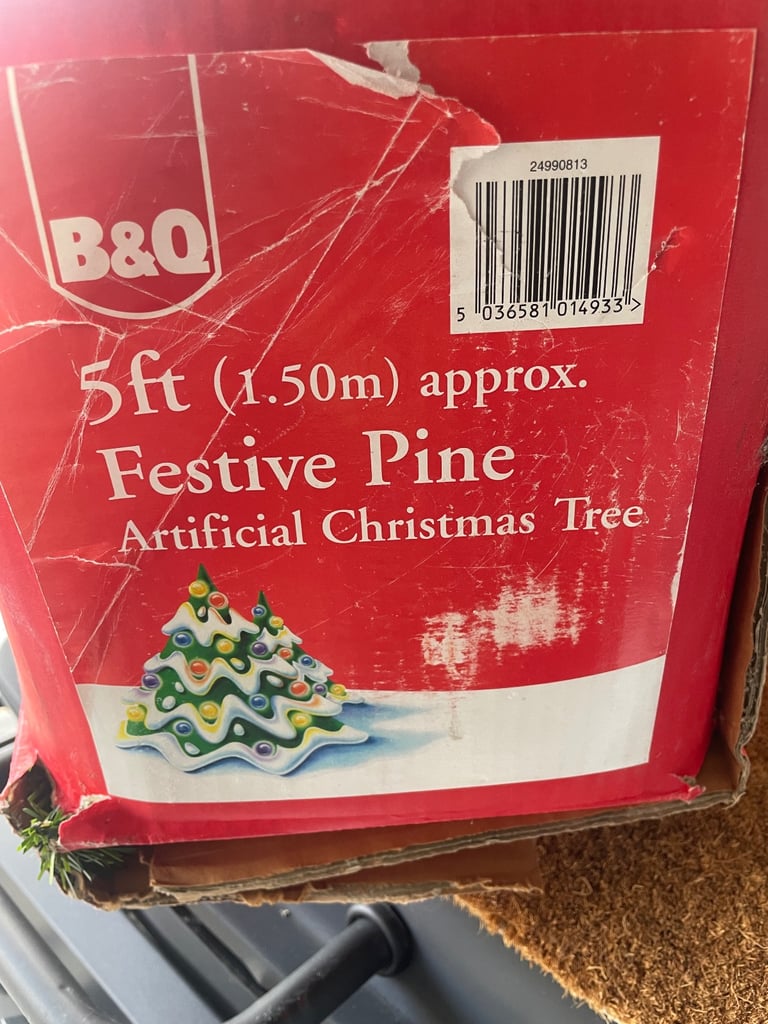 B&Q
24990813
5 036581 014933 >
5ft (1.50m) approx.
Festive Pine
Artificial Christmas Tree